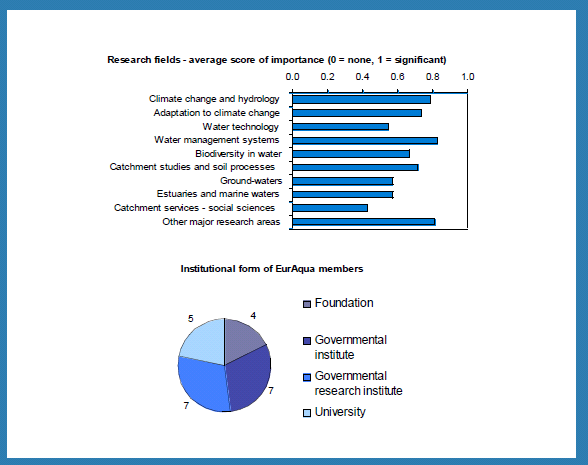 Research fields - average score of importance (0 = none, 1 = significant)
0.0 0.2 0.4 0.6 0.8 1.0
Climate change and hydrology
Adaptation to climate change
Water technology
Water management systems
Biodiversity in water
Catchment studies and soil processes
Ground-waters
Estuaries and marine waters
Catchment services - social sciences
Other major research areas
Institutional form of EurAqua members
Foundation
5 4
Governmental
institute
Governmental
research institute
7
7
University